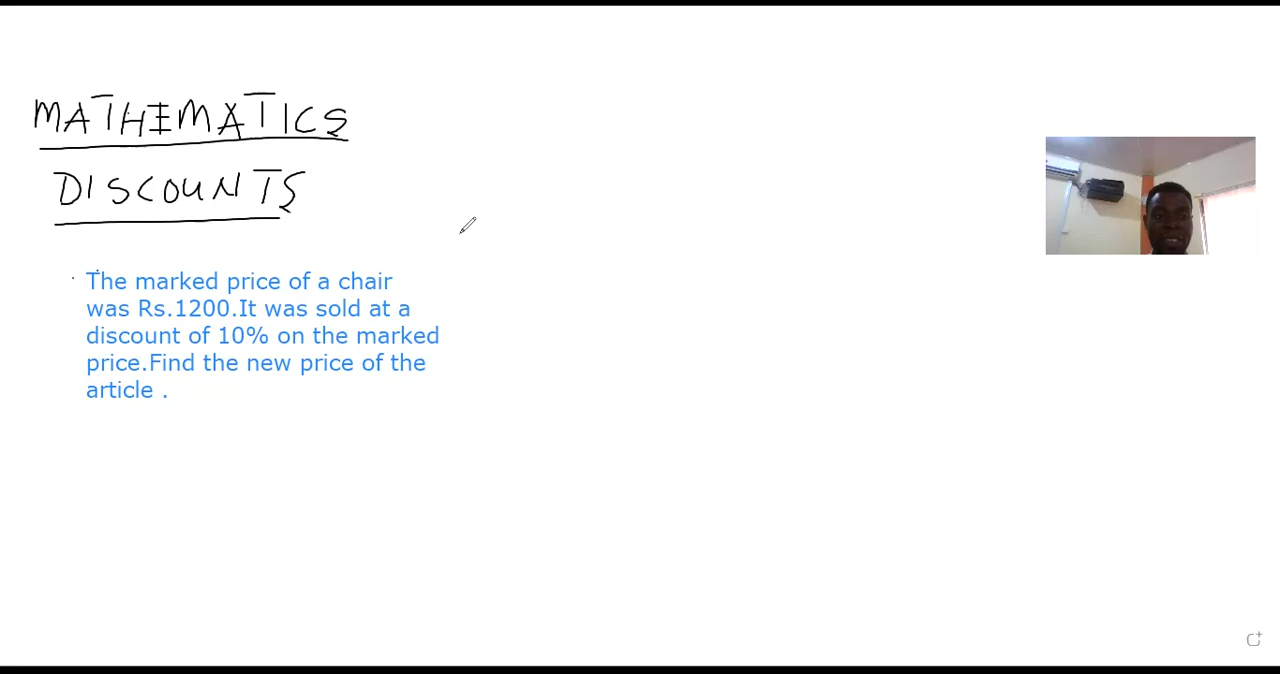 MATHEMATICS
DISCOUNTS
The marked price of a chair
was Rs.1200.It was sold at a
discount of 10% on the marked
price.Find the new price of the
article .